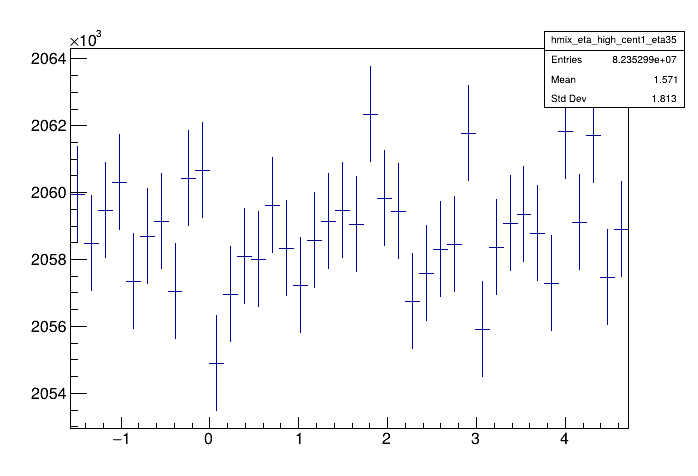 ×10³
hmix_eta_high_cent1_eta35
Entries 8.235299e+07
Mean 1.571
Std Dev 1.813
2064
2062
2060
2058
2056
2054
−1 0 1 2 3 4